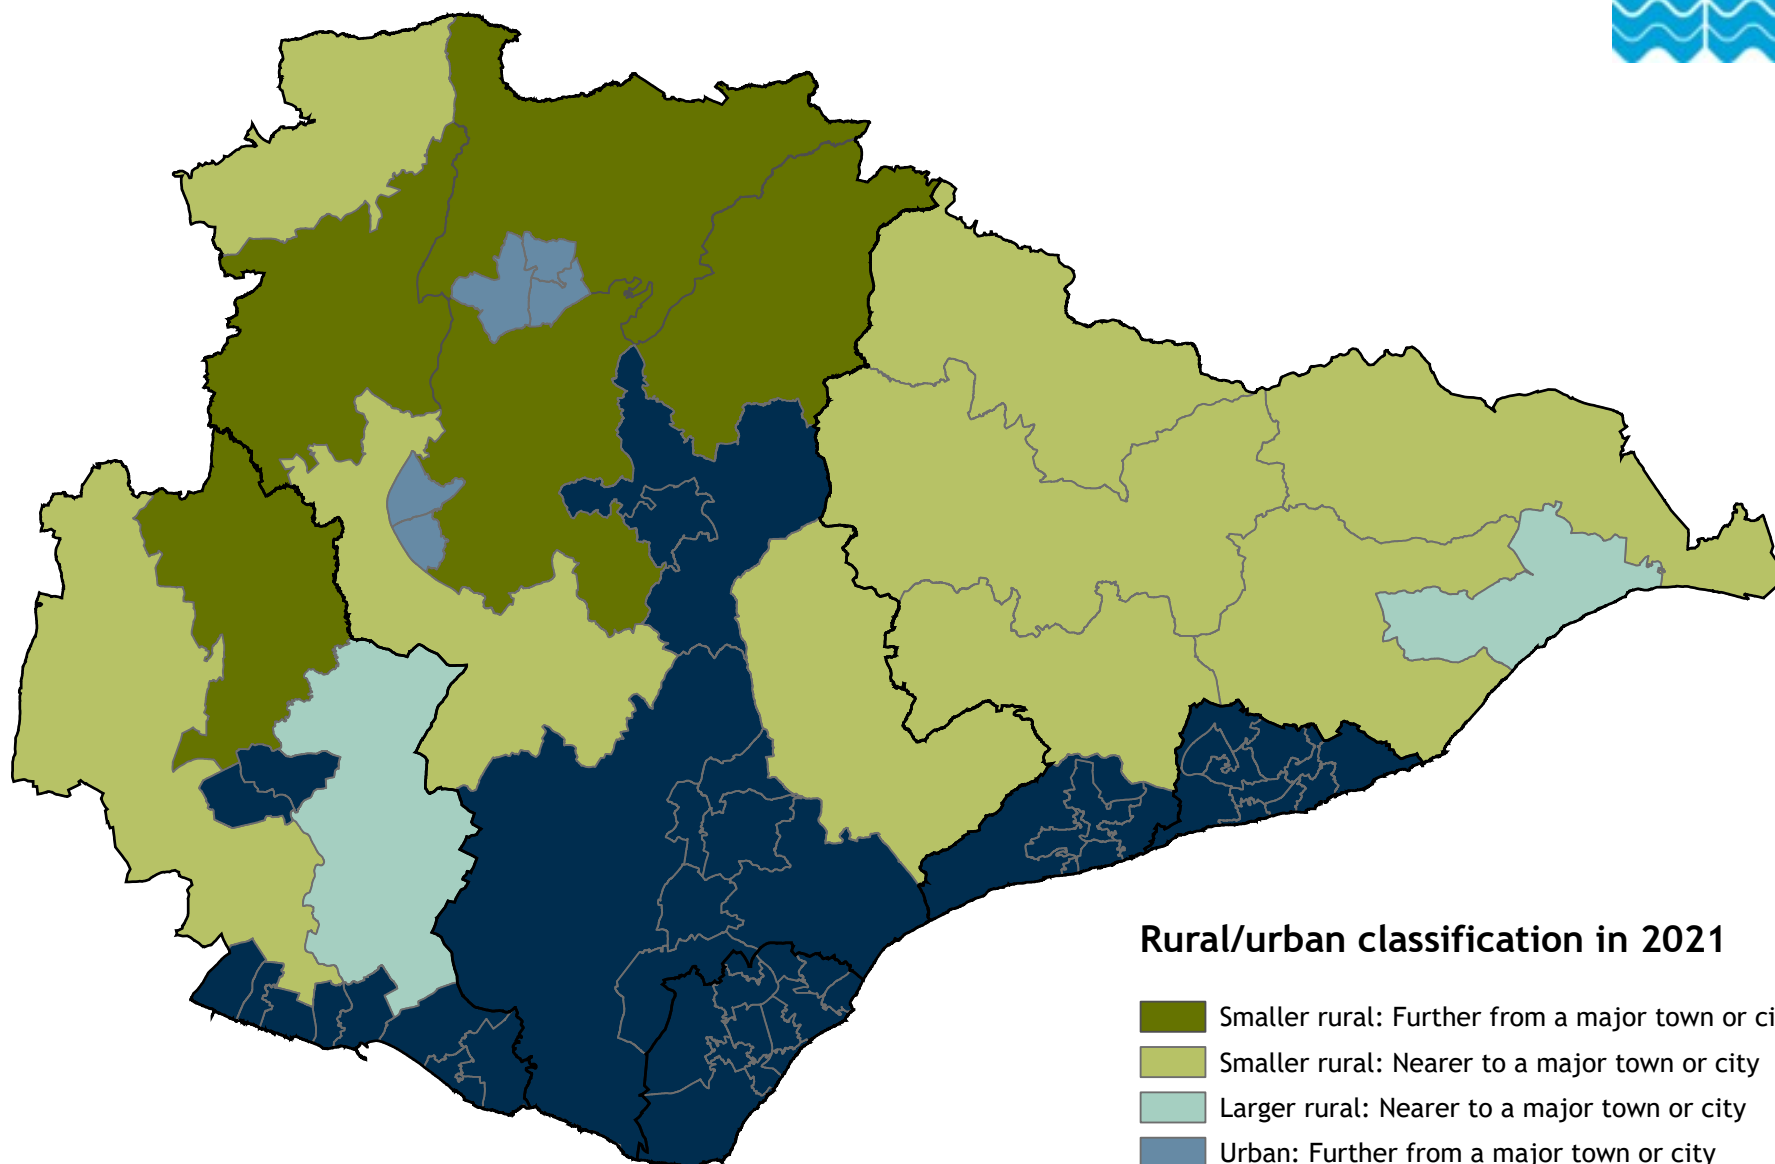 Rural/urban classification in 2021
Smaller rural: Further from a major town or ci
Smaller rural: Nearer to a major town or city
Larger rural: Nearer to a major town or city
Urban: Further from a major town or city